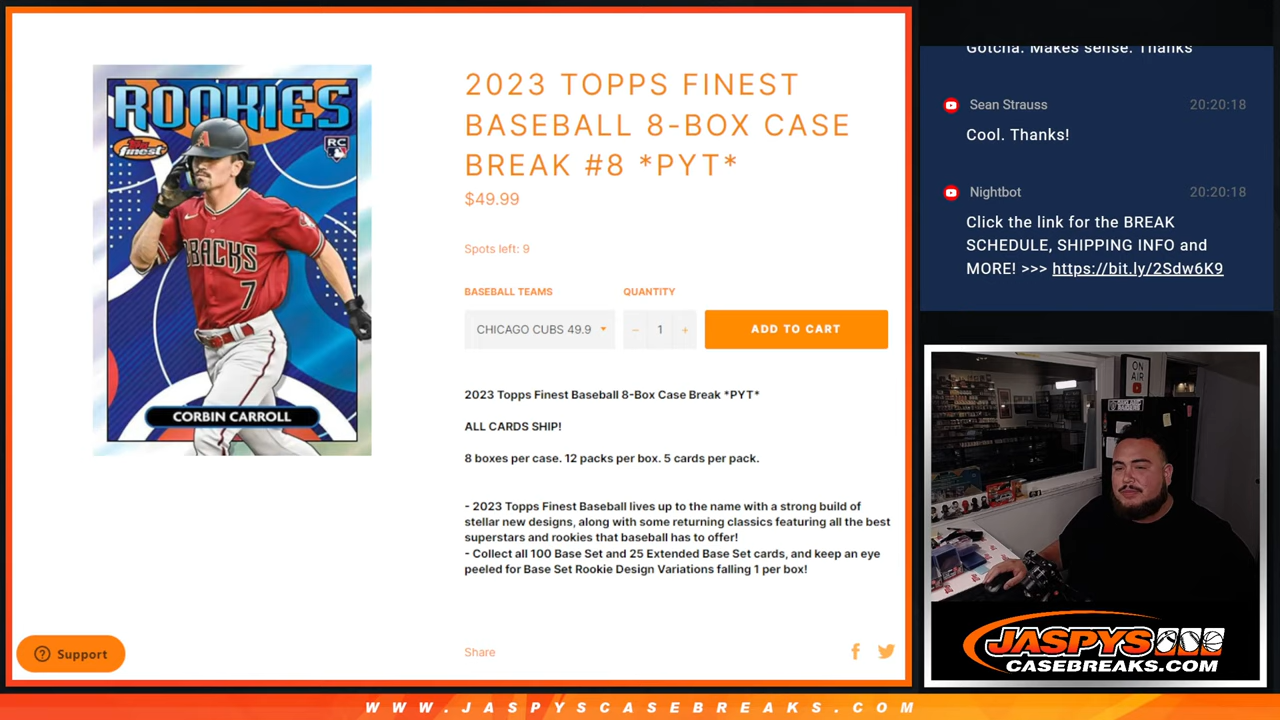 ROOKIES
Topps
finest
RC
DBACKS
7
CORBIN CARROLL
2023 TOPPS FINEST
BASEBALL 8-BOX CASE
BREAK #8 *PYT*
$49.99
Spots left: 9
BASEBALL TEAMS
QUANTITY
CHICAGO CUBS 49.9
− 1 +
ADD TO CART
2023 Topps Finest Baseball 8-Box Case Break *PYT*
ALL CARDS SHIP!
8 boxes per case. 12 packs per box. 5 cards per pack.
- 2023 Topps Finest Baseball lives up to the name with a strong build of
stellar new designs, along with some returning classics featuring all the best
superstars and rookies that baseball has to offer!
- Collect all 100 Base Set and 25 Extended Base Set cards, and keep an eye
peeled for Base Set Rookie Design Variations falling 1 per box!
Support
Share
Gotcha. Makes sense. Thanks
Sean Strauss 20:20:18
Cool. Thanks!
Nightbot 20:20:18
Click the link for the BREAK
SCHEDULE, SHIPPING INFO and
MORE! >>> https://bit.ly/2Sdw6K9
ON
AIR
JASPYS
CASEBREAKS.COM
WWW.JASPYSCASEBREAKS.COM